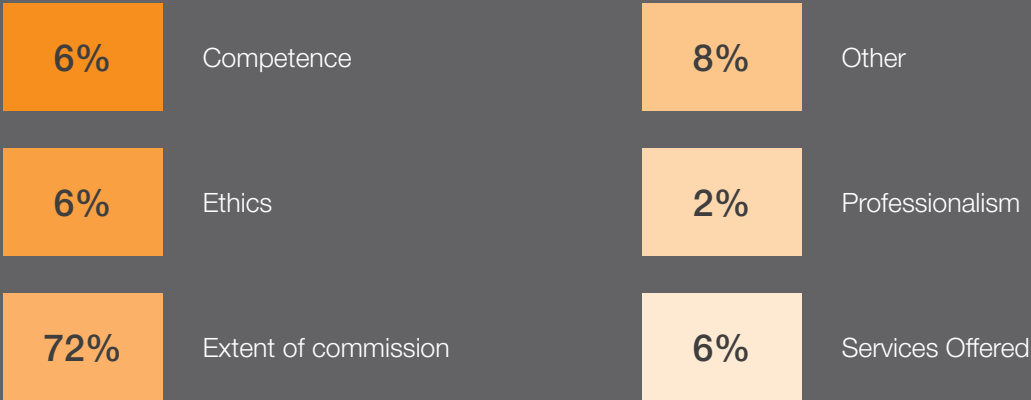 6% Competence
6% Ethics
72% Extent of commission
8% Other
2% Professionalism
6% Services Offered